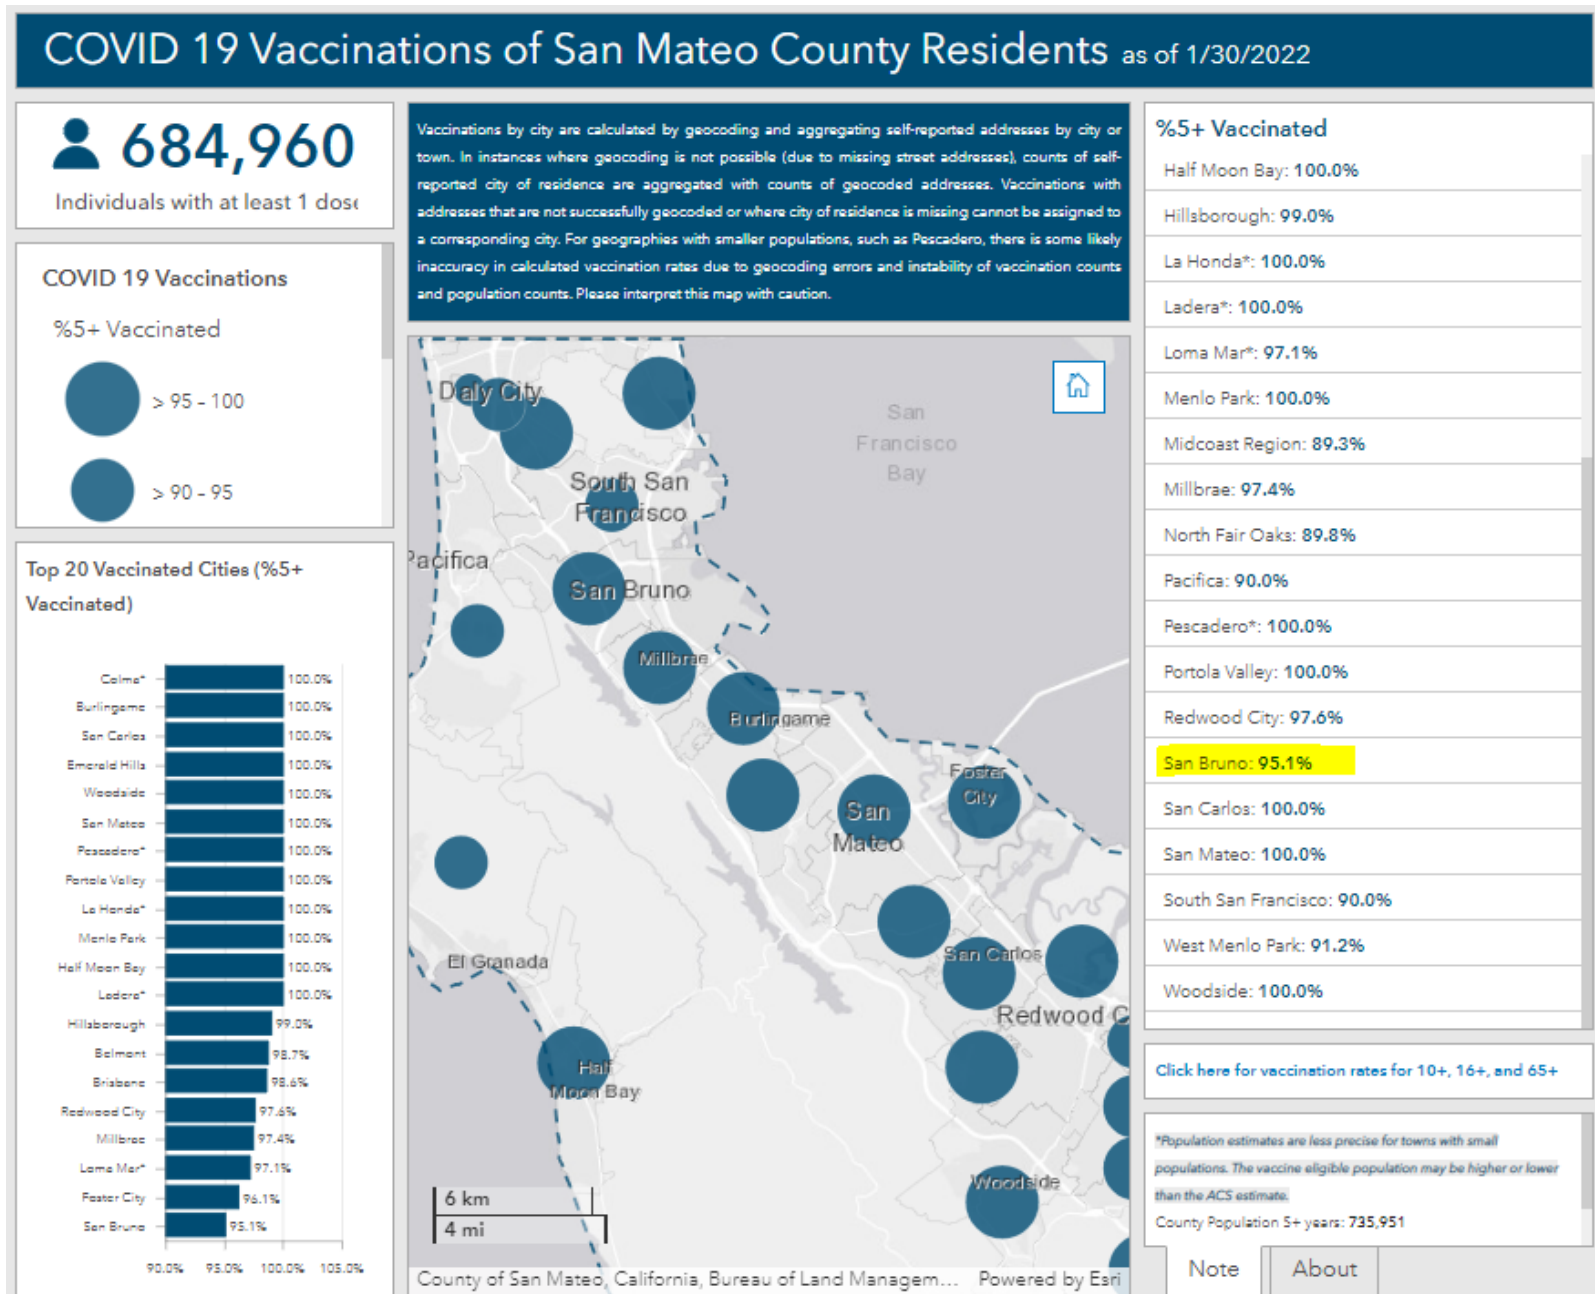 COVID 19 Vaccinations of San Mateo County Residents as of 1/30/2022
684,960
Individuals with at least 1 dose
COVID 19 Vaccinations
%5+ Vaccinated
> 95 - 100
> 90 - 95
Top 20 Vaccinated Cities (%5+
Vaccinated)
Colma* 100.0%
Burlingame 100.0%
San Carlos 100.0%
Emerald Hills 100.0%
Woodside 100.0%
San Mateo 100.0%
Pescadero* 100.0%
Portola Valley 100.0%
La Honda* 100.0%
Menlo Park 100.0%
Half Moon Bay 100.0%
Ladera* 100.0%
Hillsborough 99.0%
Belmont 98.7%
Brisbane 98.6%
Redwood City 97.6%
Millbrae 97.4%
Loma Mar* 97.1%
Foster City 96.1%
San Bruno 95.1%
90.0% 95.0% 100.0% 105.0%
Vaccinations by city are calculated by geocoding and aggregating self-reported addresses by city or
town. In instances where geocoding is not possible (due to missing street addresses), counts of self-
reported city of residence are aggregated with counts of geocoded addresses. Vaccinations with
addresses that are not successfully geocoded or where city of residence is missing cannot be assigned to
a corresponding city. For geographies with smaller populations, such as Pescadero, there is some likely
inaccuracy in calculated vaccination rates due to geocoding errors and instability of vaccination counts
and population counts. Please interpret this map with caution.
Daly City
San
Francisco
Bay
South San
Francisco
Pacifica
San Bruno
Millbrae
Burlingame
Foster
City
San
Mateo
El Granada
San Carlos
Redwood C
Half
Moon Bay
Woodside
6 km
4 mi
County of San Mateo, California, Bureau of Land Managem... Powered by Esri
%5+ Vaccinated
Half Moon Bay: 100.0%
Hillsborough: 99.0%
La Honda*: 100.0%
Ladera*: 100.0%
Loma Mar*: 97.1%
Menlo Park: 100.0%
Midcoast Region: 89.3%
Millbrae: 97.4%
North Fair Oaks: 89.8%
Pacifica: 90.0%
Pescadero*: 100.0%
Portola Valley: 100.0%
Redwood City: 97.6%
San Bruno: 95.1%
San Carlos: 100.0%
San Mateo: 100.0%
South San Francisco: 90.0%
West Menlo Park: 91.2%
Woodside: 100.0%
Click here for vaccination rates for 10+, 16+, and 65+
*Population estimates are less precise for towns with small
populations. The vaccine eligible population may be higher or lower
than the ACS estimate.
County Population 5+ years: 735,951
Note About